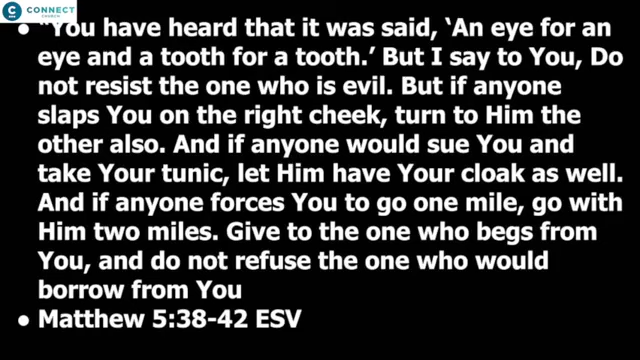 CONNECT
CHURCH
● "You have heard that it was said, ‘An eye for an
eye and a tooth for a tooth.’ But I say to You, Do
not resist the one who is evil. But if anyone
slaps You on the right cheek, turn to Him the
other also. And if anyone would sue You and
take Your tunic, let Him have Your cloak as well.
And if anyone forces You to go one mile, go with
Him two miles. Give to the one who begs from
You, and do not refuse the one who would
borrow from You
● Matthew 5:38-42 ESV